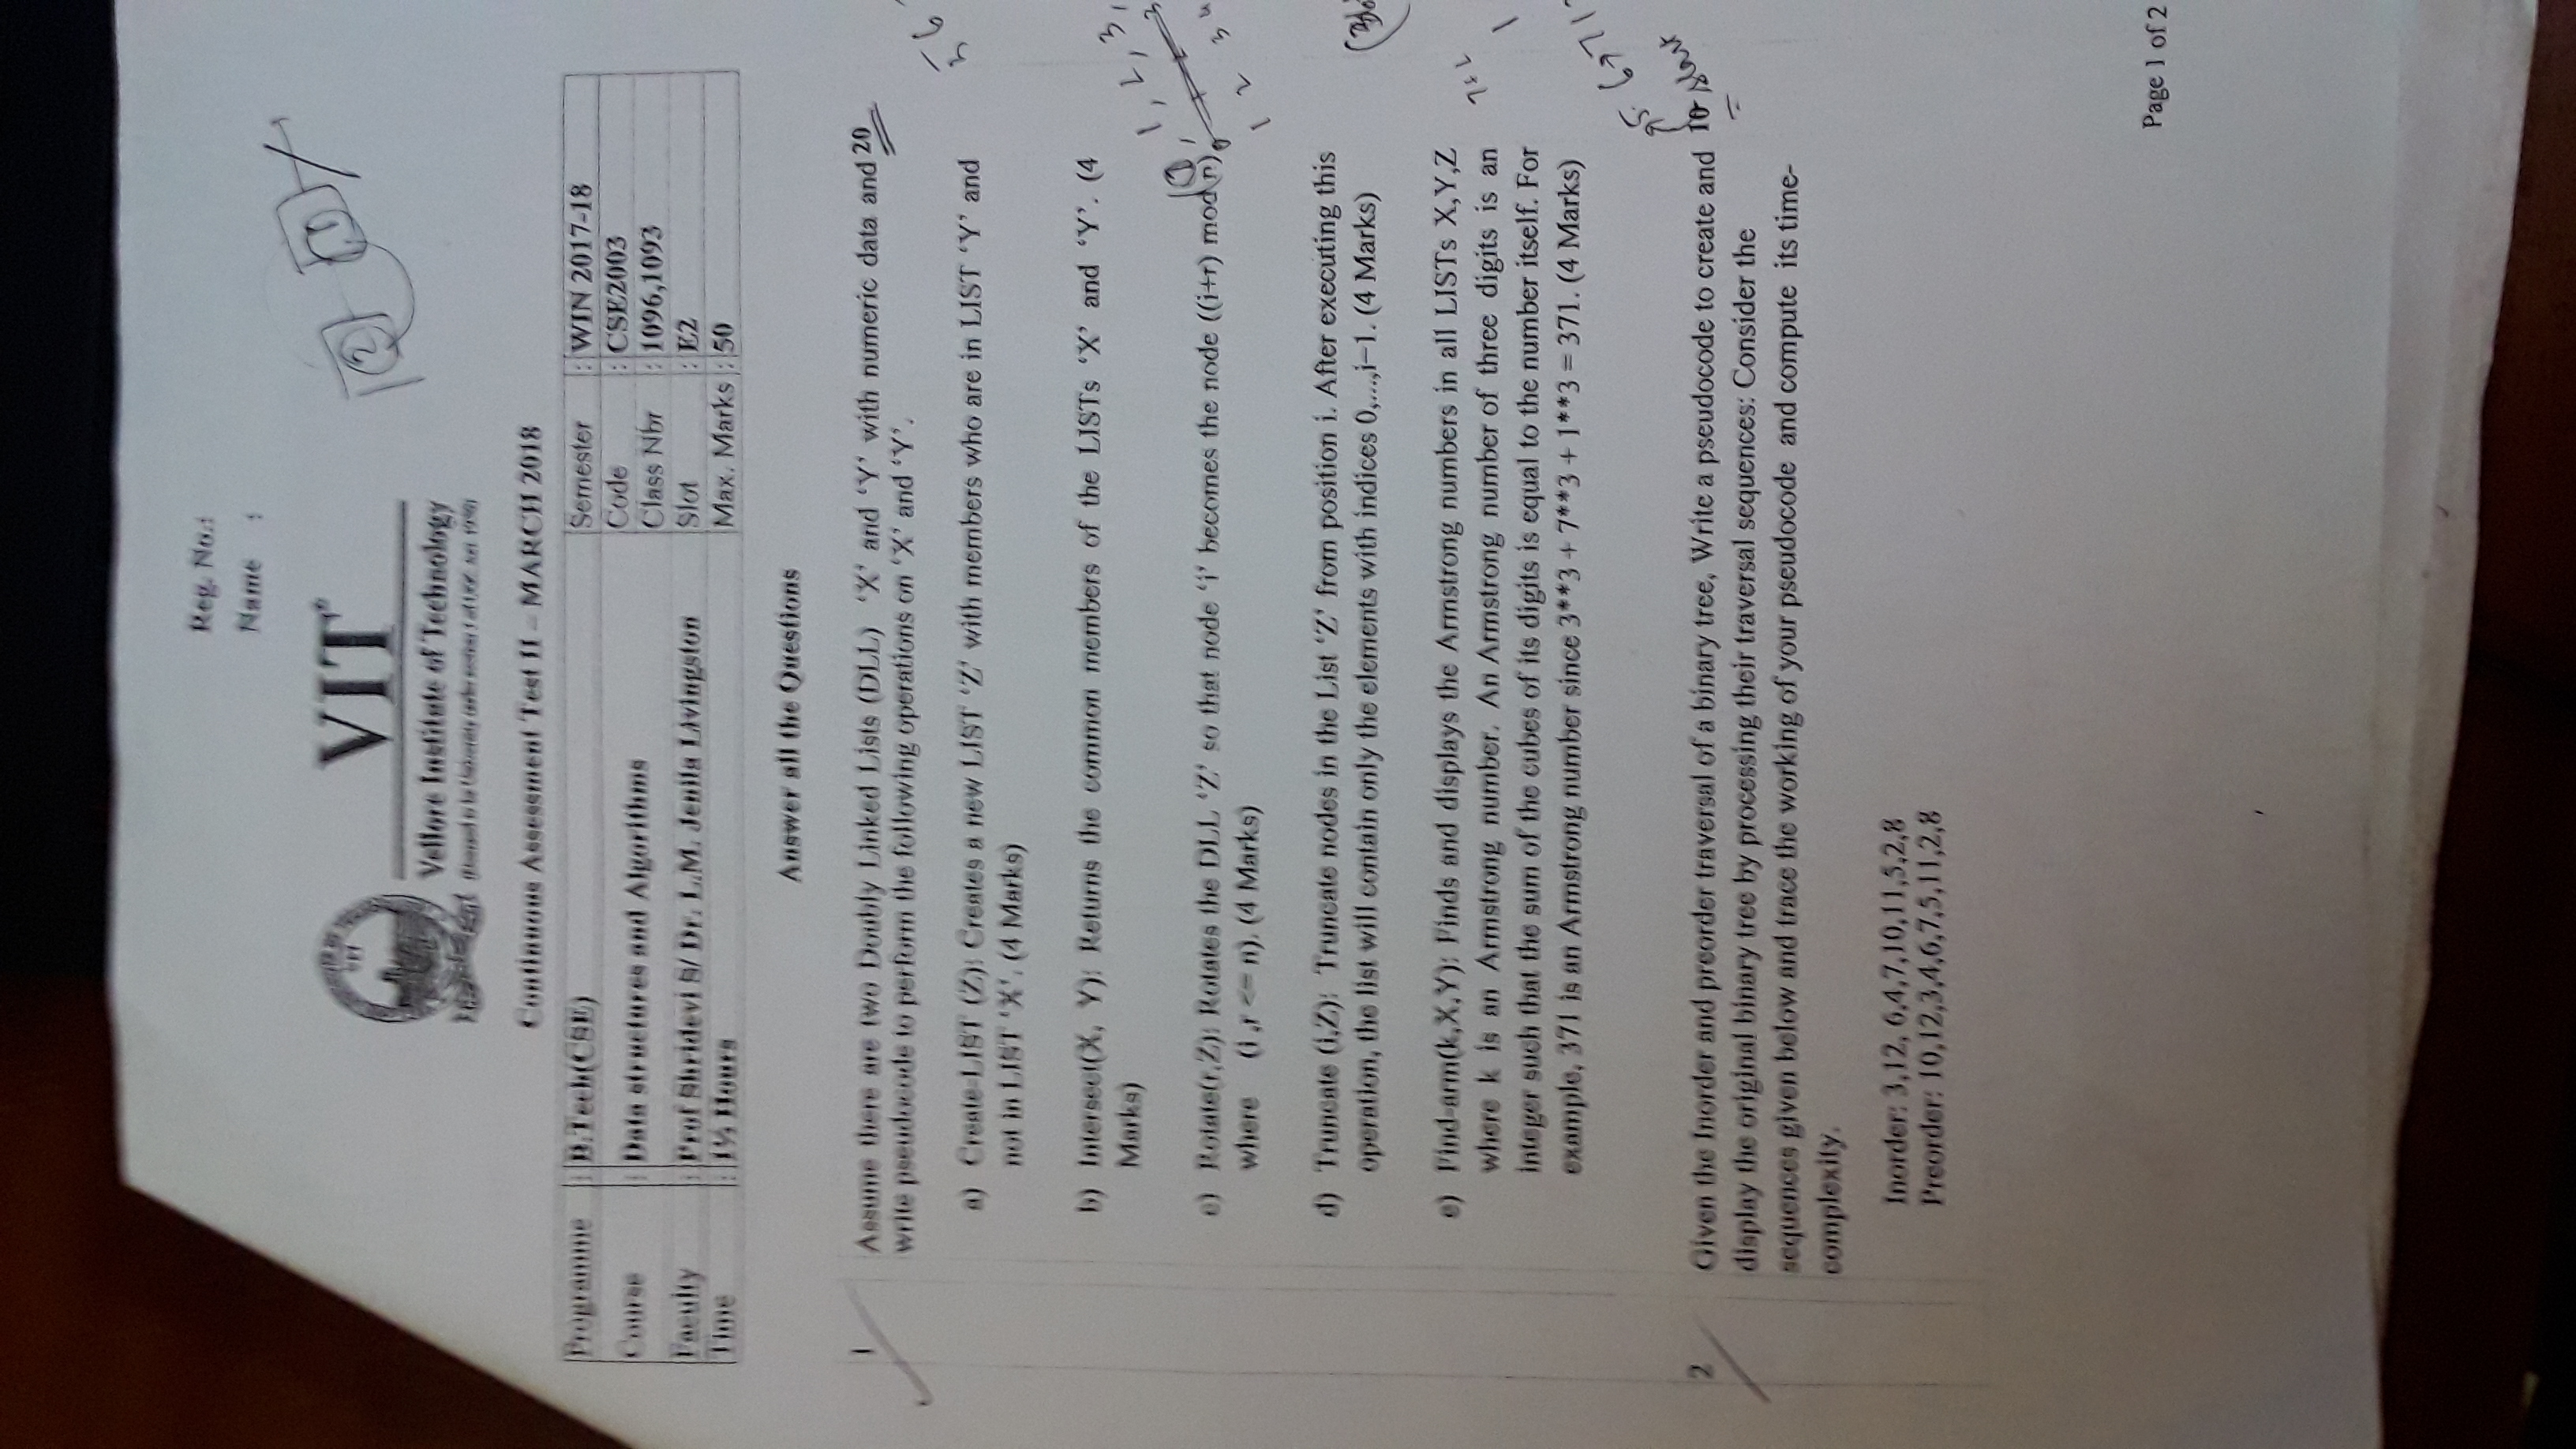 Reg. No.:
Name :
VIT
Vellore Institute of Technology
(Deemed to be University under section 3 of UGC Act, 1956)
Continuous Assessment Test II – MARCH 2018
Programme : B.Tech(CSE) Semester : WIN 2017-18
Course : Data structures and Algorithms Code : CSE2003
Class Nbr : 1096,1093
Faculty : Prof Shridevi S/ Dr. L.M. Jenila Livingston Slot : E2
Time : 1½ Hours Max. Marks : 50
Answer all the Questions
1 Assume there are two Doubly Linked Lists (DLL) ‘X’ and ‘Y’ with numeric data and 20
write pseudocode to perform the following operations on ‘X’ and ‘Y’.
a) Create-LIST (Z): Creates a new LIST ‘Z’ with members who are in LIST ‘Y’ and
not in LIST ‘X’. (4 Marks)
b) Intersect(X, Y): Returns the common members of the LISTs ‘X’ and ‘Y’. (4
Marks)
c) Rotate(r,Z): Rotates the DLL ‘Z’ so that node ‘i’ becomes the node ((i+r) mod n),
where (i ,r <= n). (4 Marks)
d) Truncate (i,Z): Truncate nodes in the List ‘Z’ from position i. After executing this
operation, the list will contain only the elements with indices 0,...,i−1. (4 Marks)
e) Find-arm(k,X,Y): Finds and displays the Armstrong numbers in all LISTs X,Y,Z
where k is an Armstrong number. An Armstrong number of three digits is an
integer such that the sum of the cubes of its digits is equal to the number itself. For
example, 371 is an Armstrong number since 3**3 + 7**3 + 1**3 = 371. (4 Marks)
2 Given the Inorder and preorder traversal of a binary tree, Write a pseudocode to create and 10
display the original binary tree by processing their traversal sequences: Consider the
sequences given below and trace the working of your pseudocode and compute its time-
complexity.
Inorder: 3,12, 6,4,7,10,11,5,2,8
Preorder: 10,12,3,4,6,7,5,11,2,8
Page 1 of 2